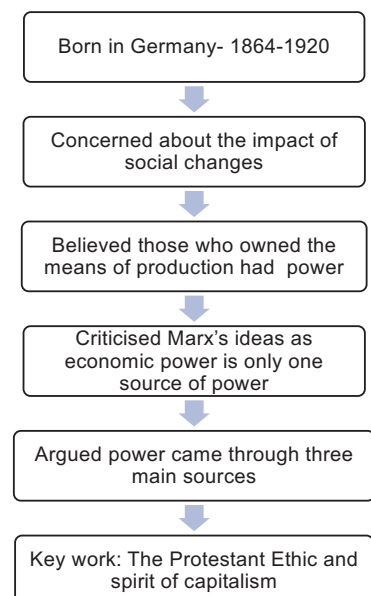 Born in Germany- 1864-1920
Concerned about the impact of
social changes
Believed those who owned the
means of production had power
Criticised Marx's ideas as
economic power is only one
source of power
Argued power came through three
main sources
Key work: The Protestant Ethic and
spirit of capitalism